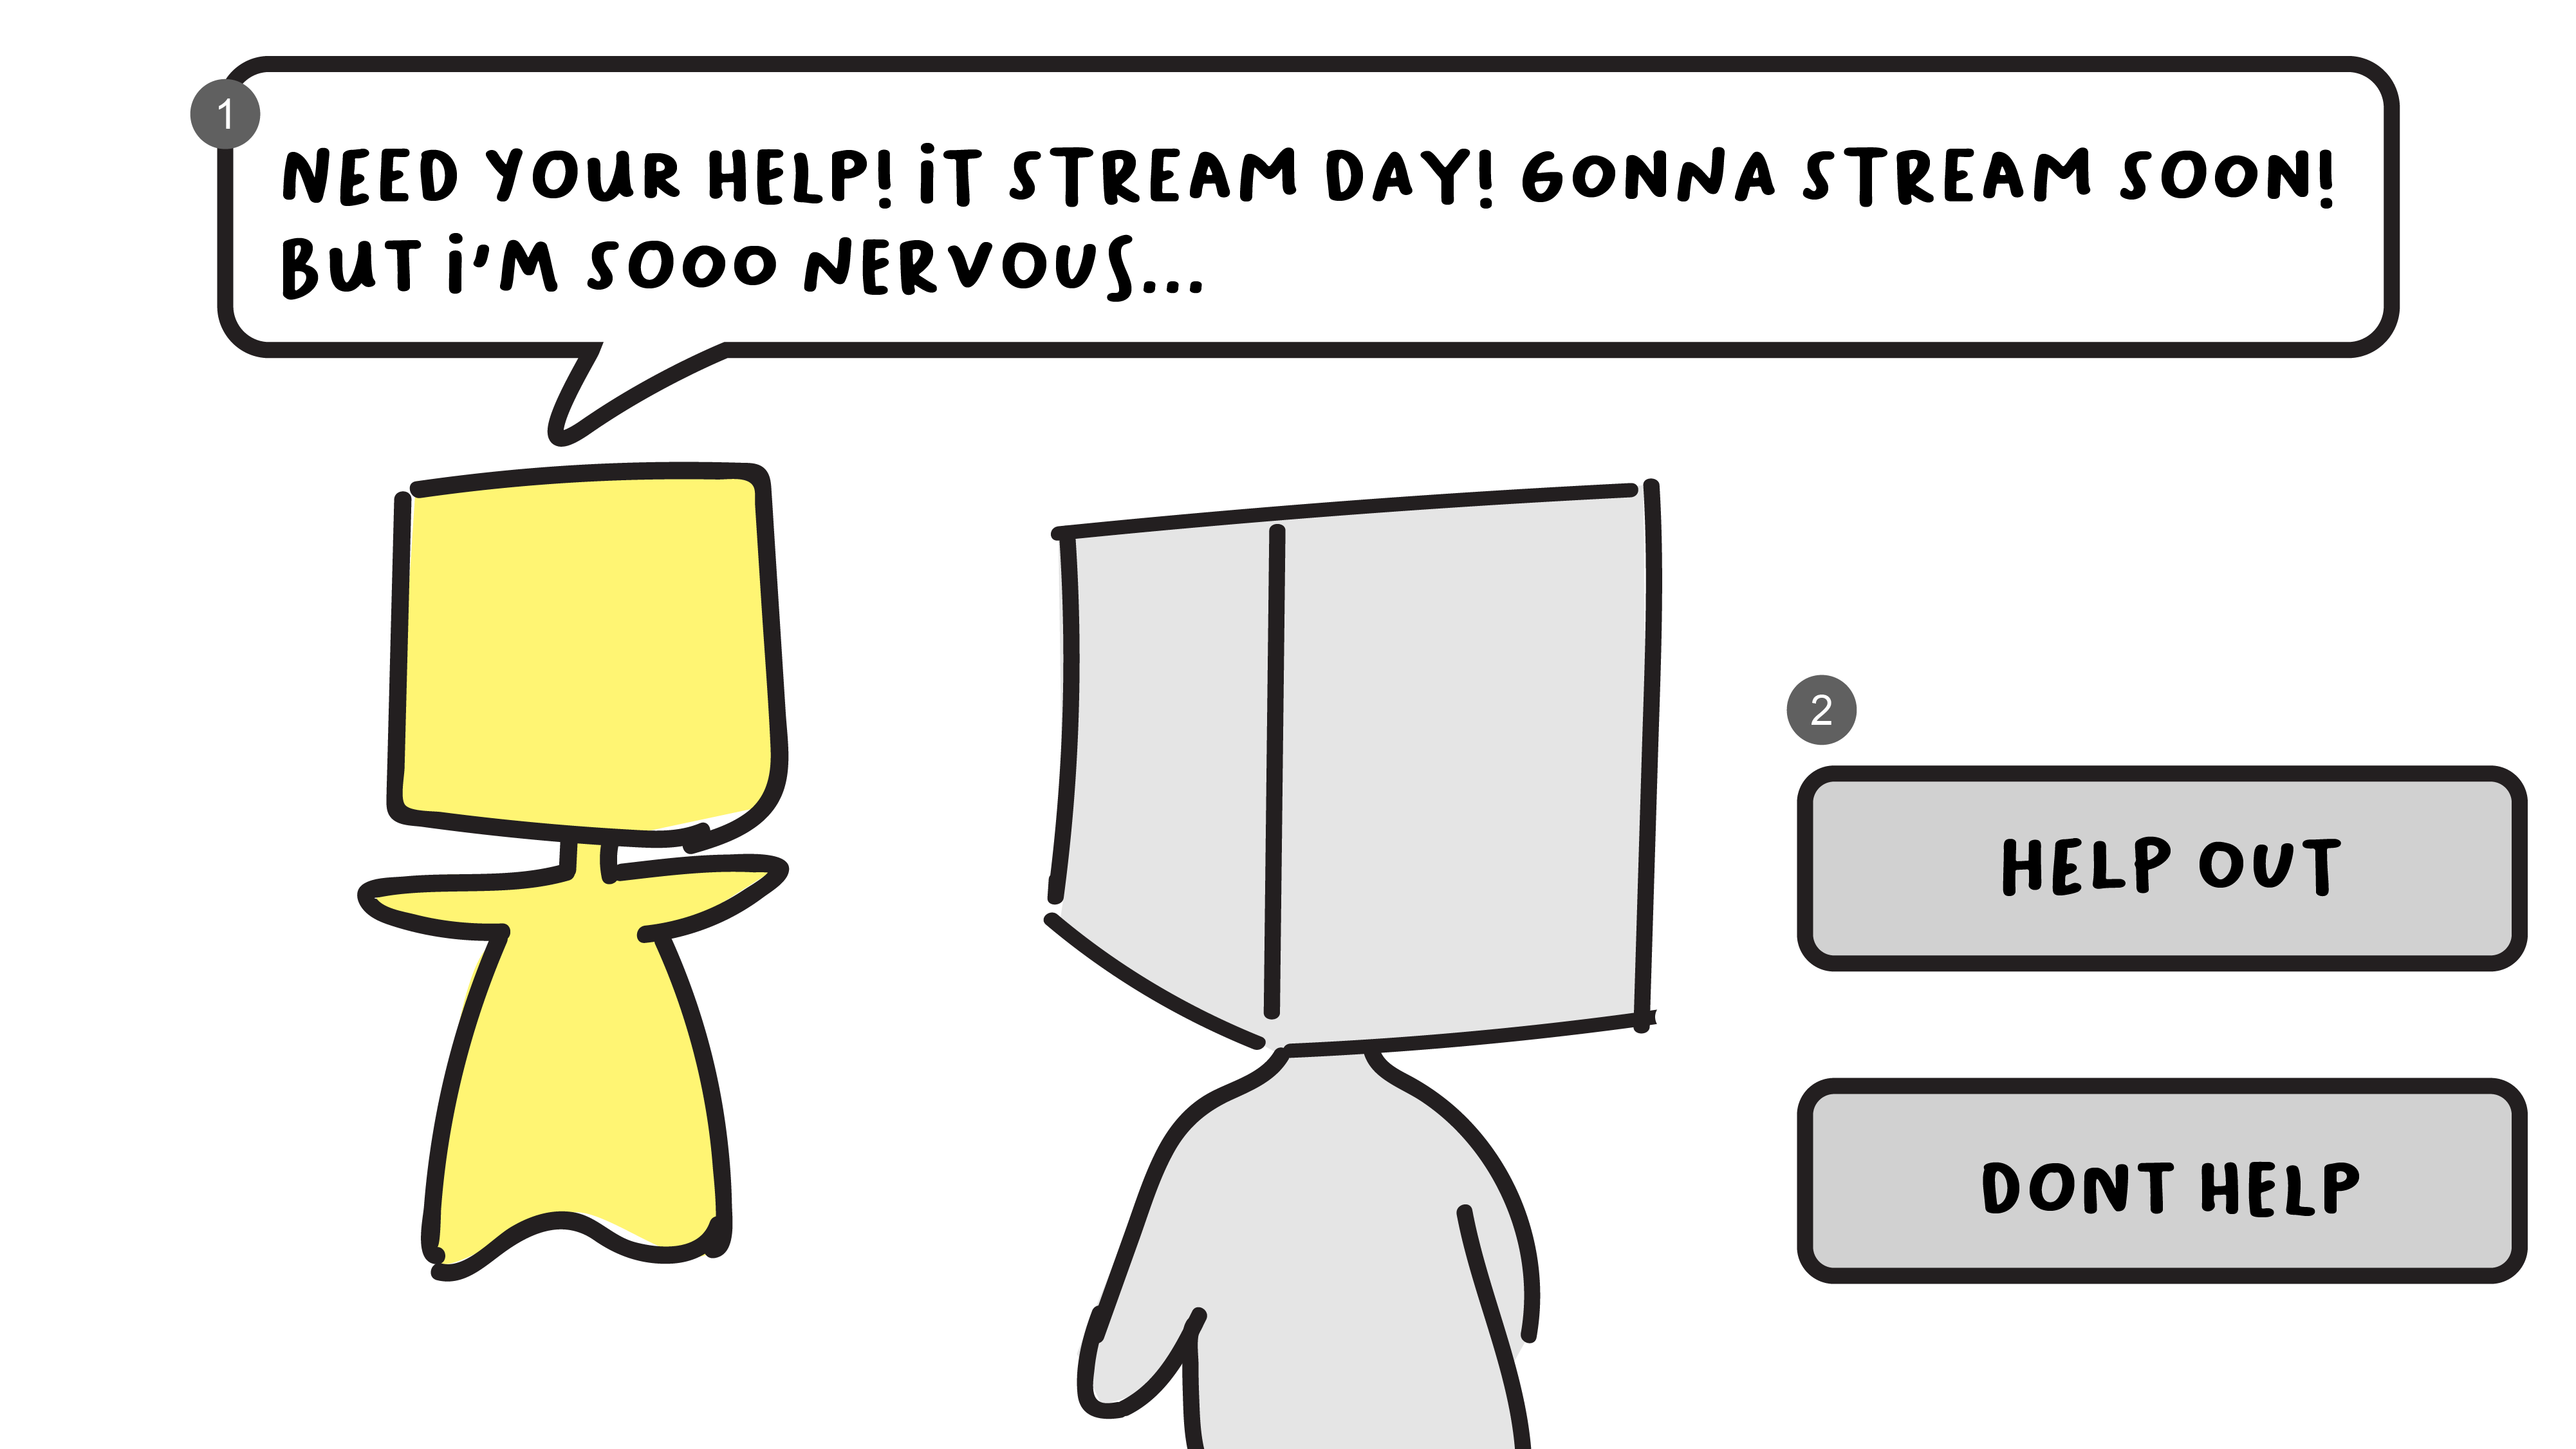 1
NEED YOUR HELP! iT STREAM DAY! GONNA STREAM SOON!
BUT i'M SOOO NERVOUS...
2
HELP OUT
DONT HELP